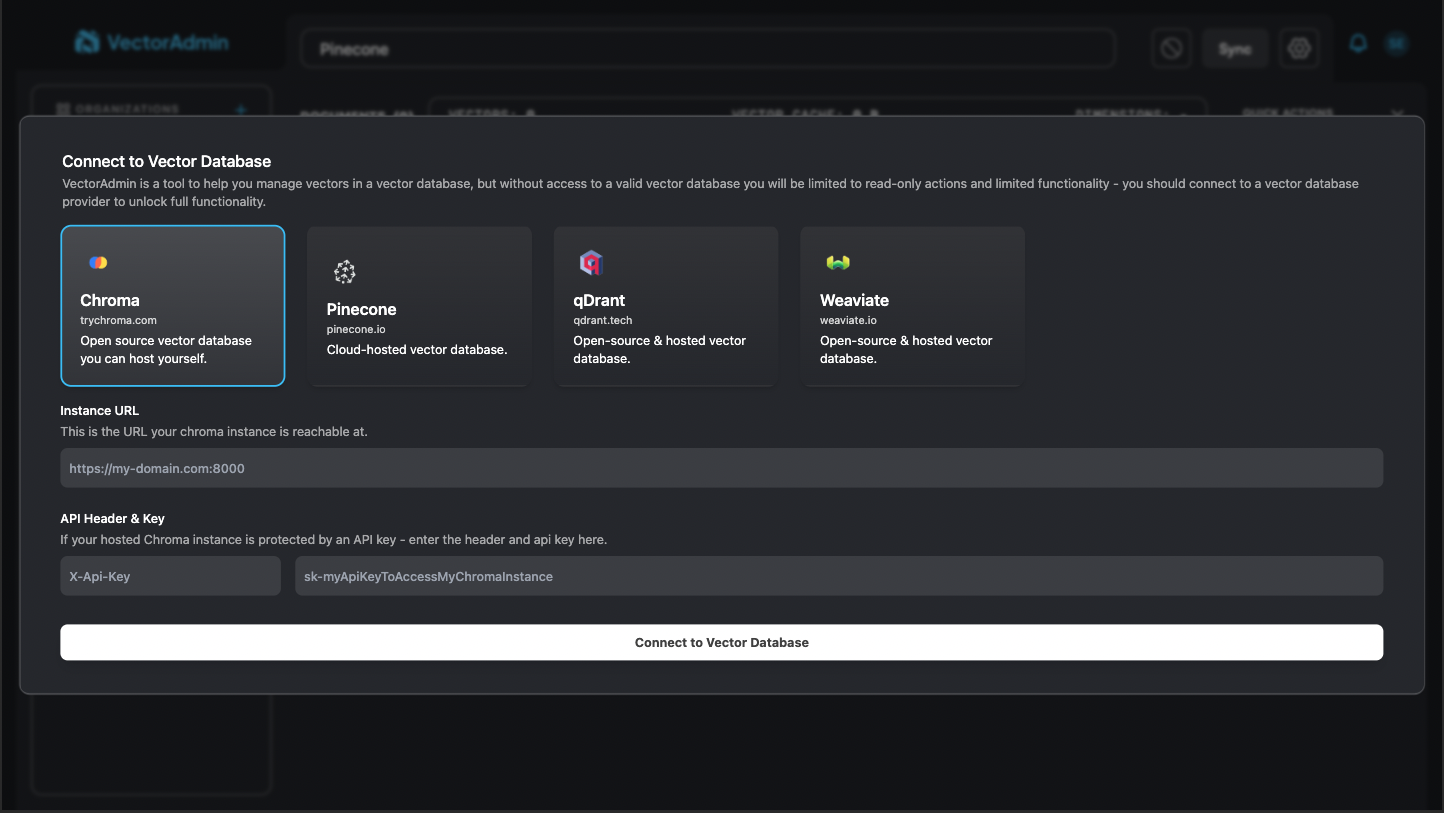 VectorAdmin
Pinecone
Sync
SE
ORGANIZATIONS
+
DOCUMENTS (0)
VECTORS: 0
VECTOR CACHE: 0 B
DIMENSIONS:
QUICK ACTIONS
Connect to Vector Database
VectorAdmin is a tool to help you manage vectors in a vector database, but without access to a valid vector database you will be limited to read-only actions and limited functionality - you should connect to a vector database
provider to unlock full functionality.
Chroma
trychroma.com
Open source vector database
you can host yourself.
Pinecone
pinecone.io
Cloud-hosted vector database.
qDrant
qdrant.tech
Open-source & hosted vector
database.
Weaviate
weaviate.io
Open-source & hosted vector
database.
Instance URL
This is the URL your chroma instance is reachable at.
https://my-domain.com:8000
API Header & Key
If your hosted Chroma instance is protected by an API key - enter the header and api key here.
X-Api-Key
sk-myApiKeyToAccessMyChromaInstance
Connect to Vector Database